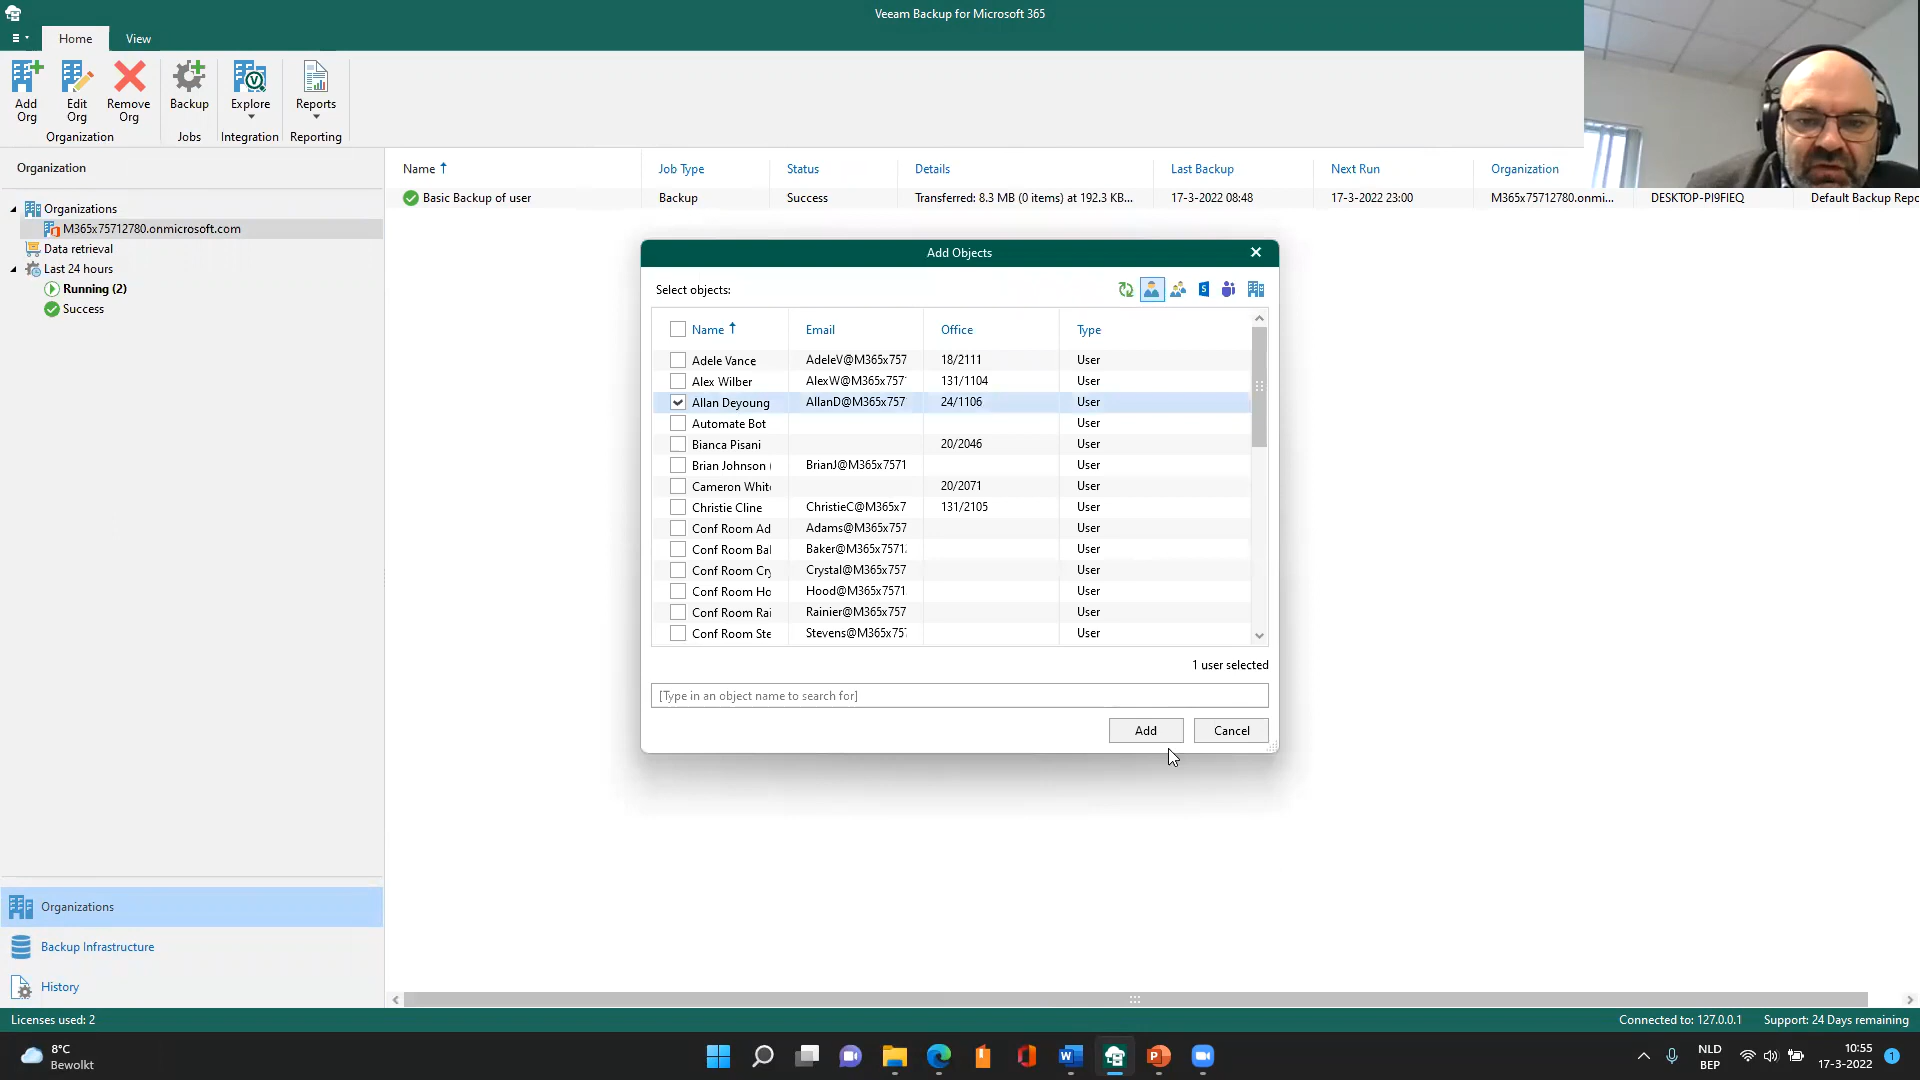 Veeam Backup for Microsoft 365
Home
View
Add Org
Edit Org
Remove Org
Backup
Explore
Reports
Organization
Jobs
Integration
Reporting
Organization
Organizations
M365x75712780.onmicrosoft.com
Data retrieval
Last 24 hours
Running (2)
Success
Name Job Type Status Details Last Backup Next Run Organization
Basic Backup of user Backup Success Transferred: 8.3 MB (0 items) at 192.3 KB... 17-3-2022 08:48 17-3-2022 23:00 M365x75712780.onmi... DESKTOP-PI9FIEQ Default Backup Repo
Add Objects
Select objects:
Name Email Office Type
Adele Vance AdeleV@M365x757 18/2111 User
Alex Wilber AlexW@M365x757 131/1104 User
Allan Deyoung AllanD@M365x757 24/1106 User
Automate Bot User
Bianca Pisani 20/2046 User
Brian Johnson ( BrianJ@M365x7571 User
Cameron White 20/2071 User
Christie Cline ChristieC@M365x7 131/2105 User
Conf Room Ad Adams@M365x757 User
Conf Room Bal Baker@M365x7571 User
Conf Room Cry Crystal@M365x757 User
Conf Room Ho Hood@M365x7571 User
Conf Room Rai Rainier@M365x757 User
Conf Room Ste Stevens@M365x75 User
1 user selected
[Type in an object name to search for]
Add
Cancel
Organizations
Backup Infrastructure
History
Licenses used: 2
Connected to: 127.0.0.1
Support: 24 Days remaining
8°C
Bewolkt
NLD
BEP
10:55
17-3-2022
1